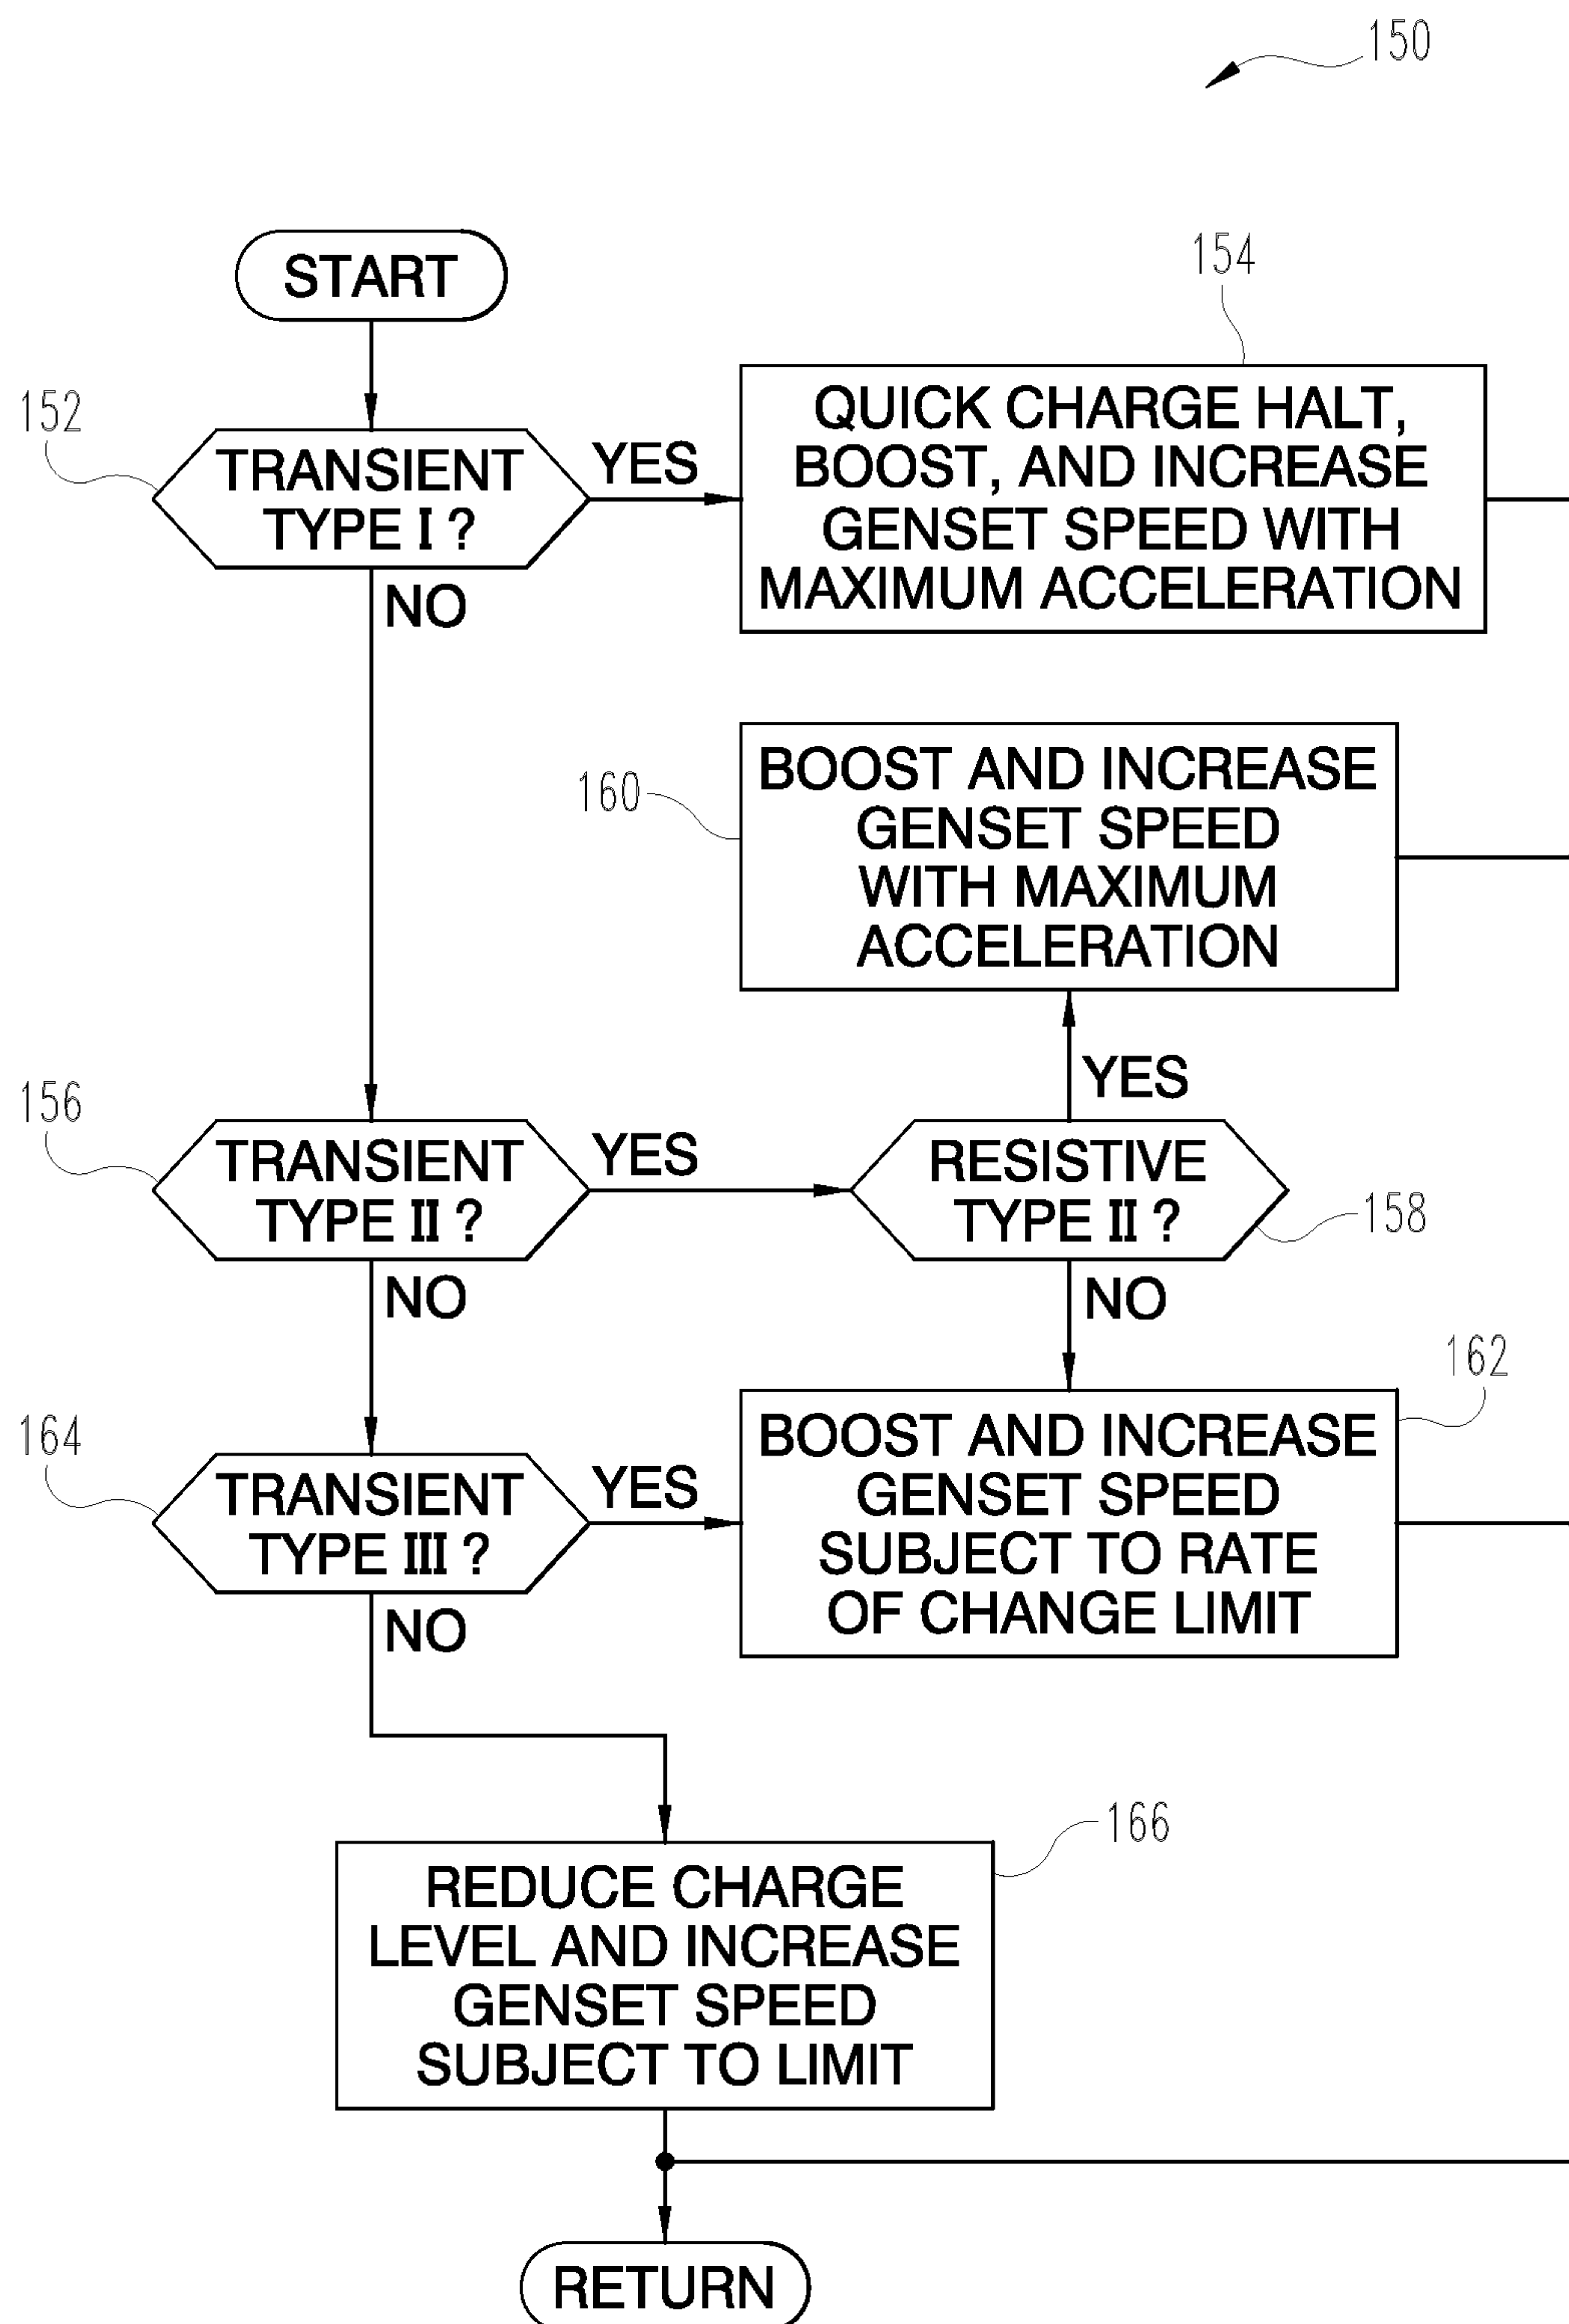 150
START
152
TRANSIENT
TYPE I ?
YES
NO
154
QUICK CHARGE HALT,
BOOST, AND INCREASE
GENSET SPEED WITH
MAXIMUM ACCELERATION
160
BOOST AND INCREASE
GENSET SPEED
WITH MAXIMUM
ACCELERATION
YES
156
TRANSIENT
TYPE II ?
YES
NO
RESISTIVE
TYPE II ?
158
NO
162
BOOST AND INCREASE
GENSET SPEED
SUBJECT TO RATE
OF CHANGE LIMIT
164
TRANSIENT
TYPE III ?
YES
NO
166
REDUCE CHARGE
LEVEL AND INCREASE
GENSET SPEED
SUBJECT TO LIMIT
RETURN